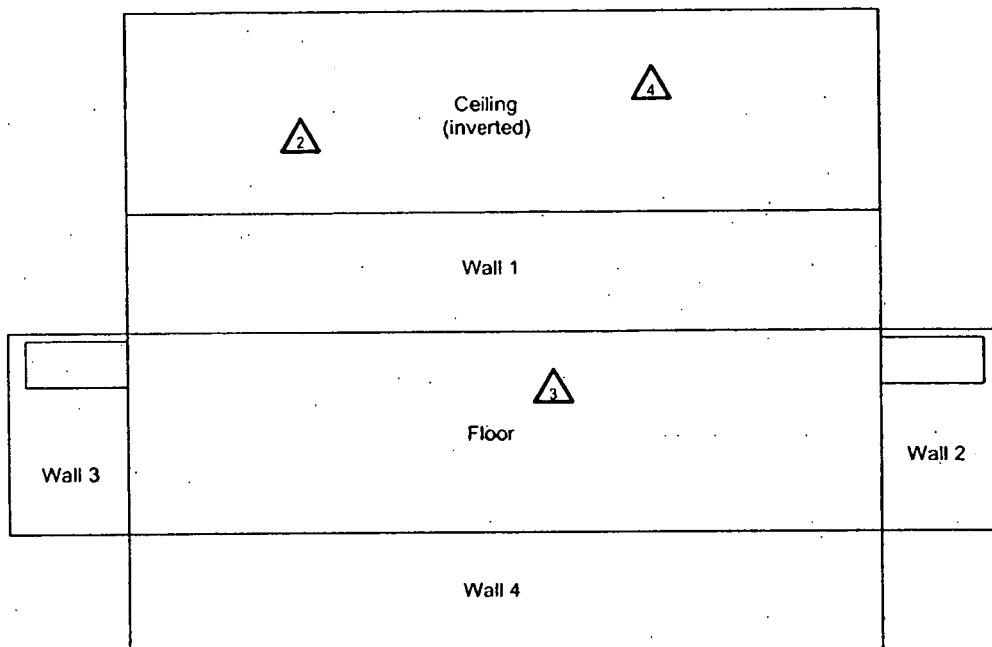 4
Ceiling
(inverted)
2
Wall 1
3
Floor
Wall 3
Wall 2
Wall 4